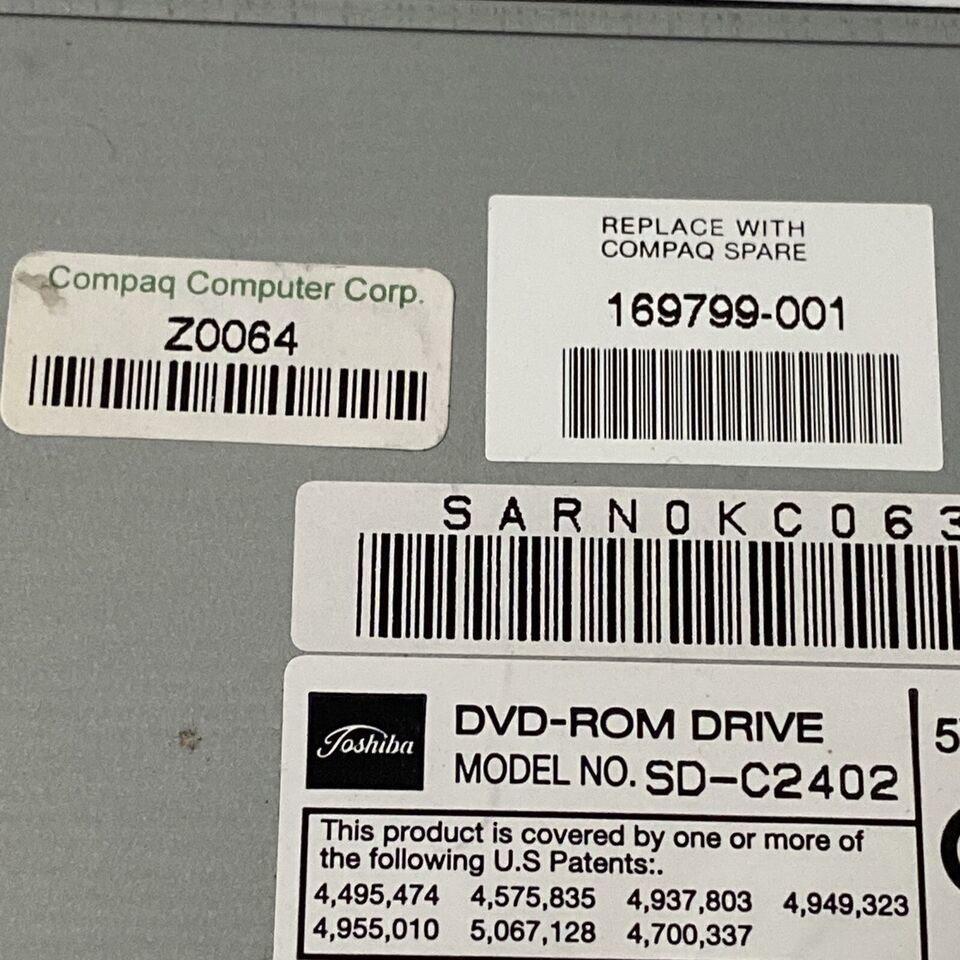 REPLACE WITH
COMPAQ SPARE
169799-001
Compaq Computer Corp.
Z0064
SARN0KC063
Toshiba
DVD-ROM DRIVE
MODEL NO. SD-C2402
5
This product is covered by one or more of
the following U.S Patents:.
4,495,474 4,575,835 4,937,803 4,949,323
4,955,010 5,067,128 4,700,337